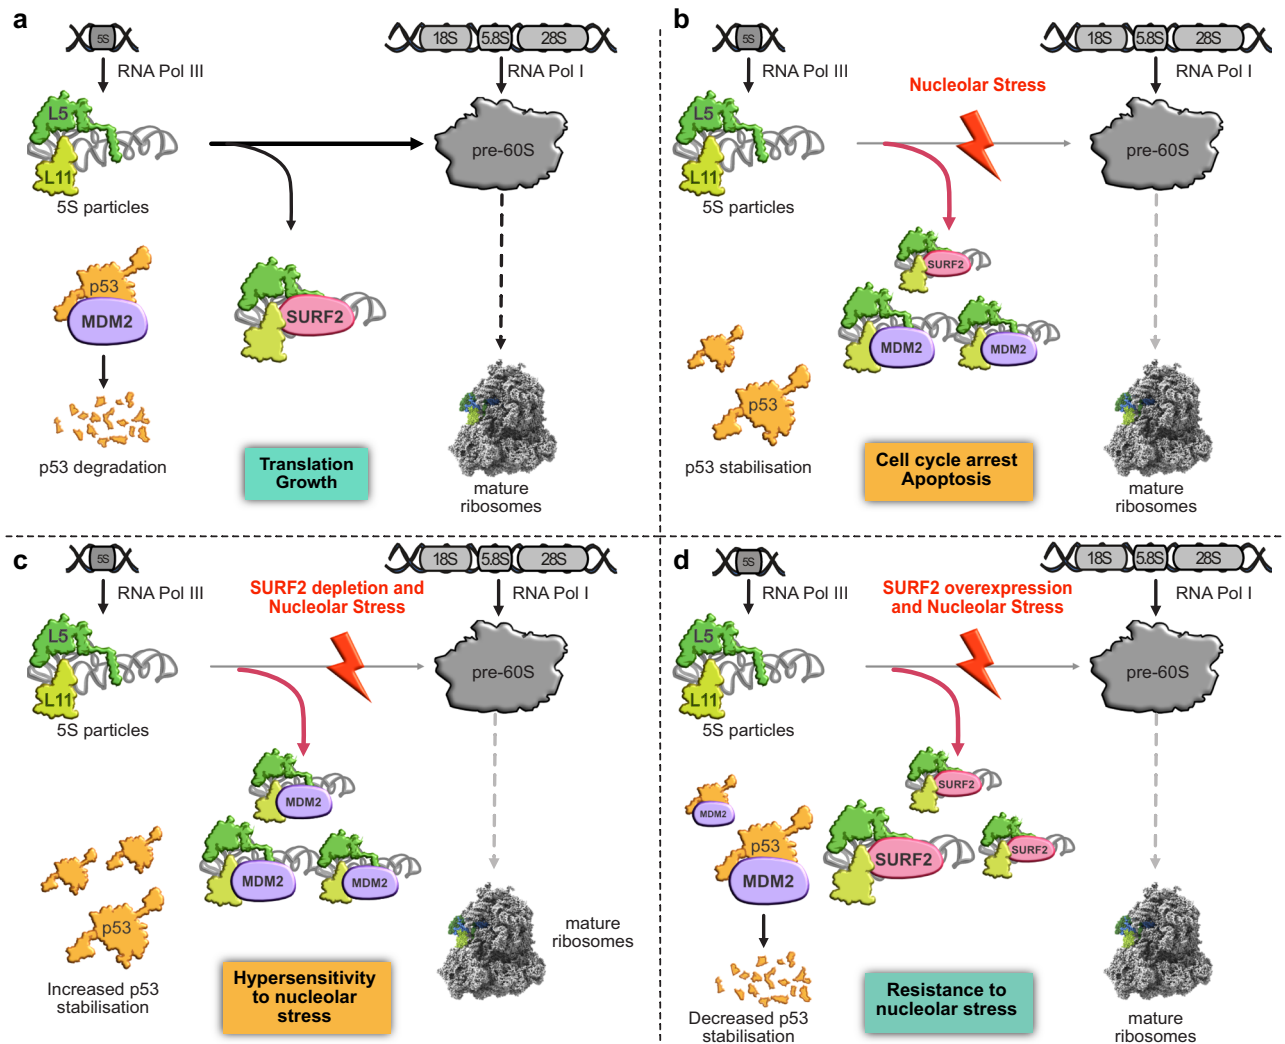 a
5S
18S
5.8S
28S
RNA Pol III
RNA Pol I
L5
L11
5S particles
pre-60S
p53
MDM2
SURF2
p53 degradation
Translation
Growth
mature
ribosomes
b
5S
18S
5.8S
28S
RNA Pol III
RNA Pol I
Nucleolar Stress
L5
L11
5S particles
pre-60S
SURF2
MDM2
MDM2
p53
p53 stabilisation
Cell cycle arrest
Apoptosis
mature
ribosomes
c
5S
18S
5.8S
28S
RNA Pol III
RNA Pol I
SURF2 depletion and
Nucleolar Stress
L5
L11
5S particles
pre-60S
MDM2
MDM2
MDM2
p53
Increased p53
stabilisation
Hypersensitivity
to nucleolar
stress
mature
ribosomes
d
5S
18S
5.8S
28S
RNA Pol III
RNA Pol I
SURF2 overexpression
and Nucleolar Stress
L5
L11
5S particles
pre-60S
SURF2
SURF2
SURF2
MDM2
p53
MDM2
Decreased p53
stabilisation
Resistance to
nucleolar stress
mature
ribosomes